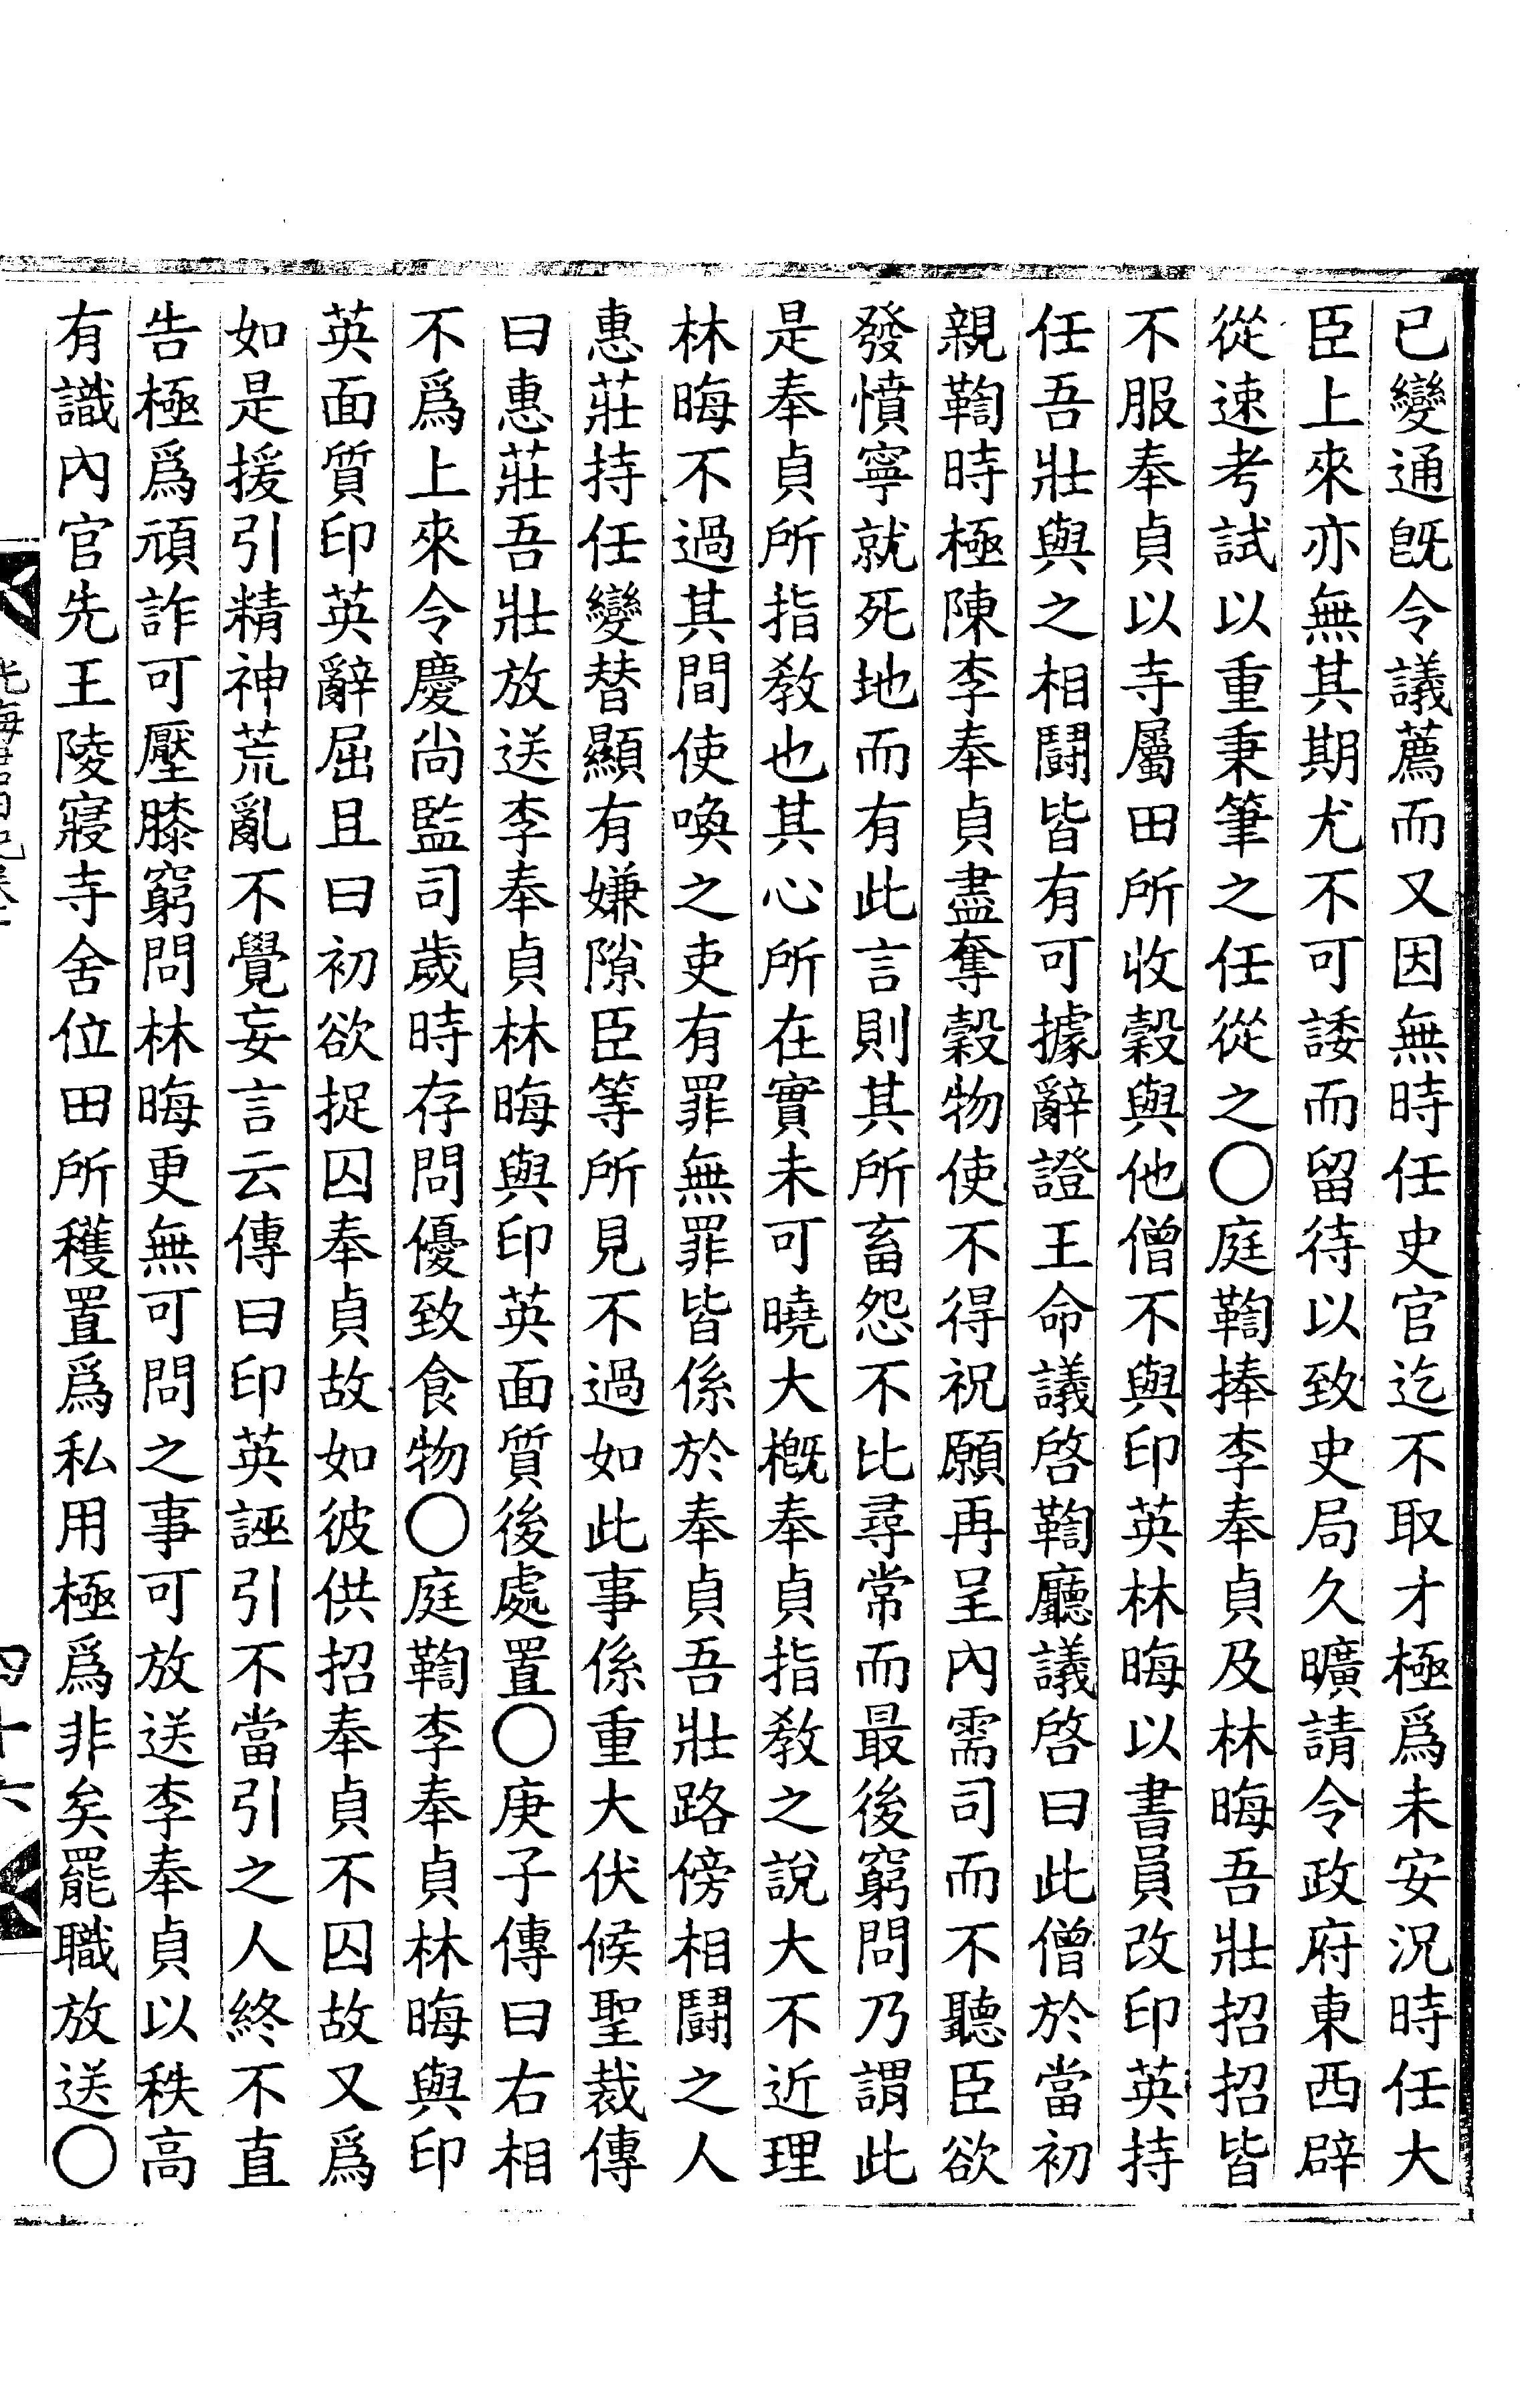 已變通旣令議薦而又因無時任史官迄不取才極爲未安況時任大
臣上來亦無其期尤不可諉而留待以致史局久曠請令政府東西辟
從速考試以重秉筆之任從之○庭鞫捧李奉貞及林晦吾壯招招皆
不服奉貞以寺屬田所收穀與他僧不與印英林晦以書員改印英持
任吾壯與之相鬪皆有可據辭證王命議啓鞫廳議啓曰此僧於當初
親鞫時極陳李奉貞盡奪穀物使不得祝願再呈內需司而不聽臣欲
發憤寧就死地而有此言則其所畜怨不比尋常而最後窮問乃謂此
是奉貞所指敎也其心所在實未可曉大槪奉貞指敎之說大不近理
林晦不過其間使喚之吏有罪無罪皆係於奉貞吾壯路傍相鬪之人
惠莊持任變替顯有嫌隙臣等所見不過如此事係重大伏候聖裁傳
曰惠莊吾壯放送李奉貞林晦與印英面質後處置○庚子傳曰右相
不爲上來令慶尙監司歲時存問優致食物○庭鞫李奉貞林晦與印
英面質印英辭屈且曰初欲捉囚奉貞故如彼供招奉貞不囚故又爲
如是援引精神荒亂不覺妄言云傳曰印英誣引不當引之人終不直
告極爲頑詐可壓膝窮問林晦更無可問之事可放送李奉貞以秩高
有識內官先王陵寢寺舍位田所穫置爲私用極爲非矣罷職放送○
四十六